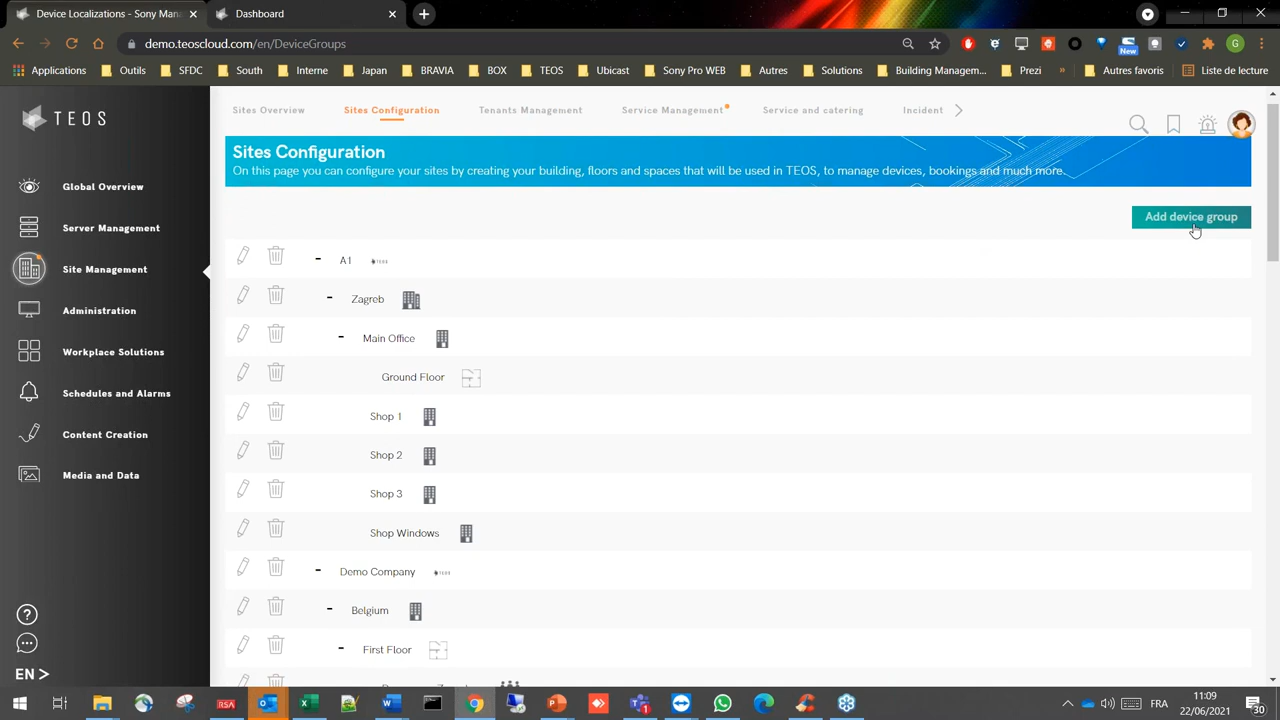 Device Localizations - Sony Mana
Dashboard
demo.teoscloud.com/en/DeviceGroups
New
G
Applications
Outils
SFDC
South
Interne
Japan
BRAVIA
BOX
TEOS
Ubicast
Sony Pro WEB
Autres
Solutions
Building Managem...
Prezi
»
Autres favoris
Liste de lecture
TEOS
Global Overview
Server Management
Site Management
Administration
Workplace Solutions
Schedules and Alarms
Content Creation
Media and Data
?
EN >
Sites Overview
Sites Configuration
Tenants Management
Service Management
Service and catering
Incident
Sites Configuration
On this page you can configure your sites by creating your building, floors and spaces that will be used in TEOS, to manage devices, bookings and much more.
Add device group
- A1
- Zagreb
- Main Office
Ground Floor
Shop 1
Shop 2
Shop 3
Shop Windows
- Demo Company
- Belgium
- First Floor
RSA
FRA
11:09
22/06/2021
30